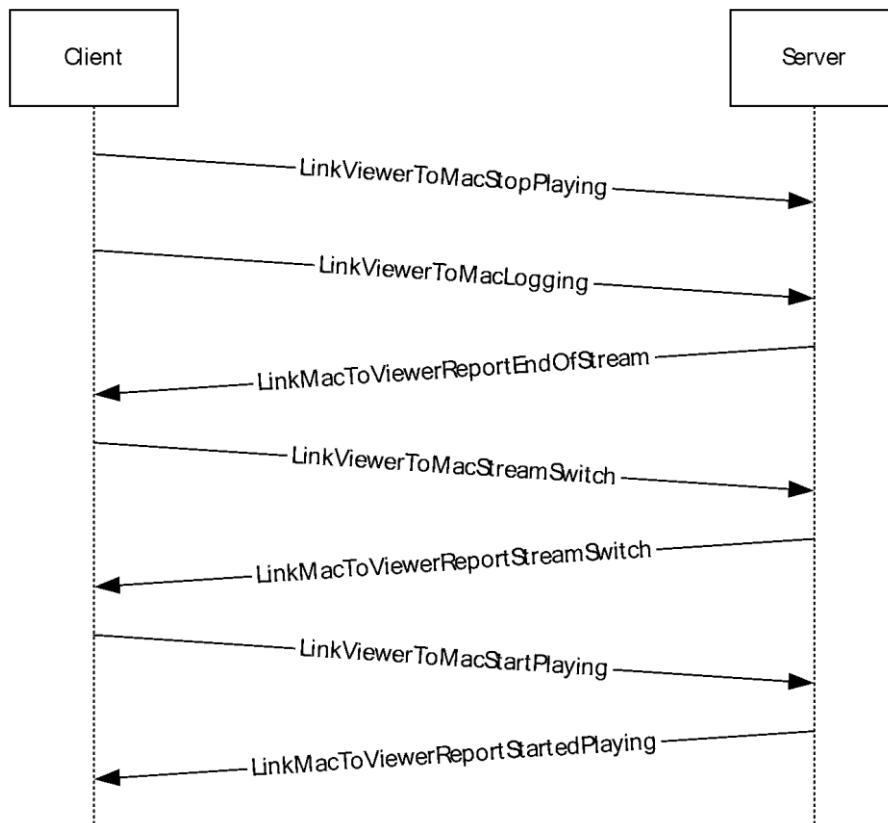 Client
Server
LinkViewerToMacStopPlaying
LinkViewerToMacLogging
LinkMacToViewerReportEndOfStream
LinkViewerToMacStreamSwitch
LinkMacToViewerReportStreamSwitch
LinkViewerToMacStartPlaying
LinkMacToViewerReportStartedPlaying